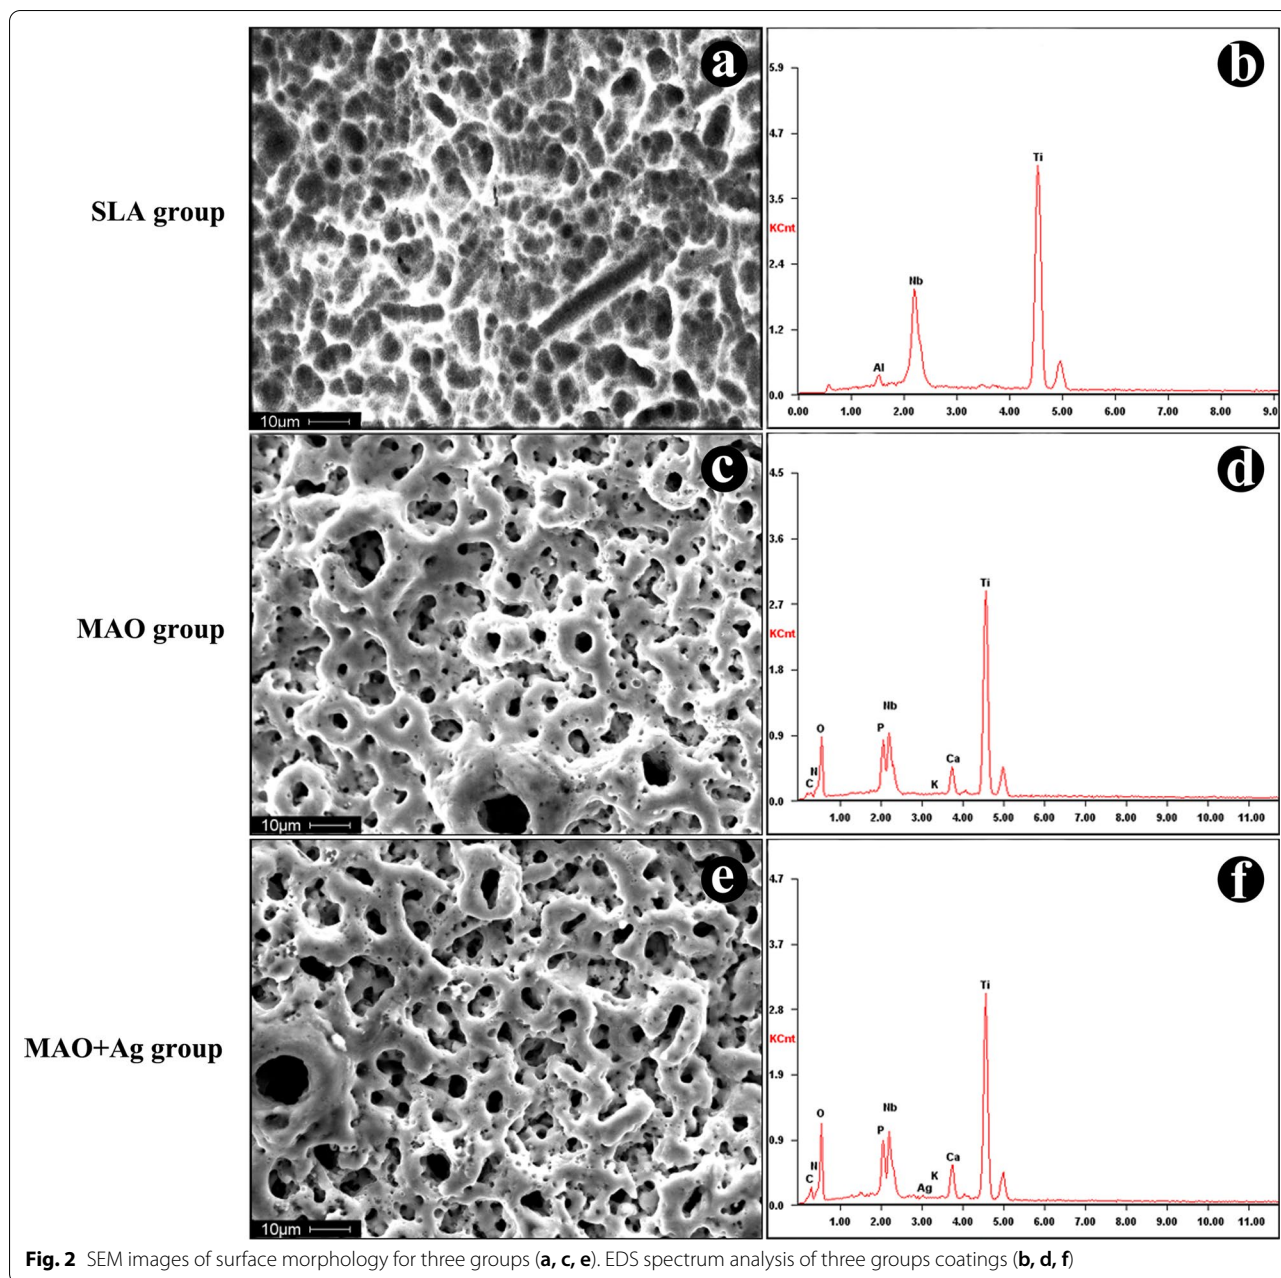 a
b
SLA group
5.9
4.7
3.5
KCnt
2.4
1.2
0.0
Ti
Nb
Al
0.00 1.00 2.00 3.00 4.00 5.00 6.00 7.00 8.00 9.0
10μm
c
d
MAO group
4.5
3.6
2.7
KCnt
1.8
0.9
0.0
Ti
Nb
P
O
N
C
Ca
K
1.00 2.00 3.00 4.00 5.00 6.00 7.00 8.00 9.00 10.00 11.00
10μm
e
f
MAO+Ag group
4.7
3.7
2.8
KCnt
1.9
0.9
0.0
Ti
Nb
P
O
N
C
Ca
K
Ag
1.00 2.00 3.00 4.00 5.00 6.00 7.00 8.00 9.00 10.00 11.00
10μm
Fig. 2 SEM images of surface morphology for three groups (a, c, e). EDS spectrum analysis of three groups coatings (b, d, f)